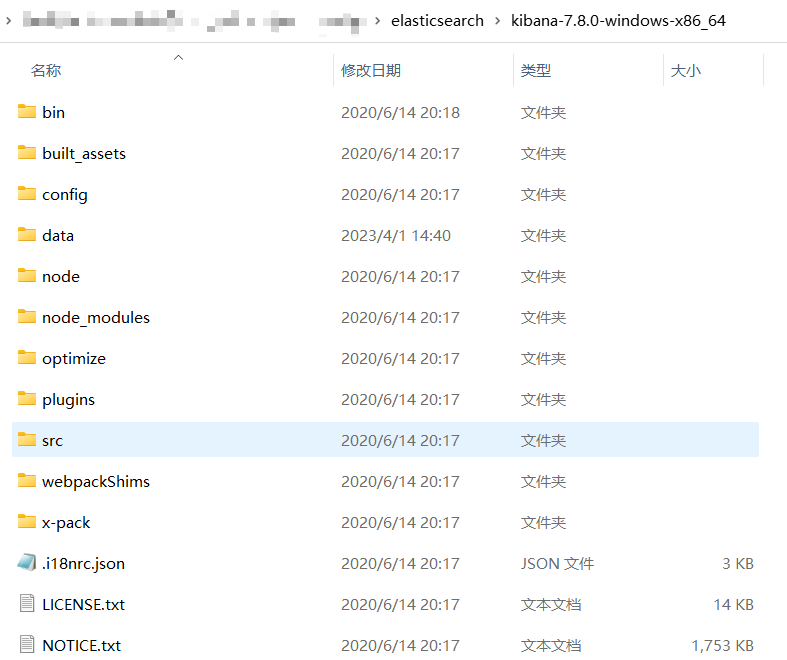 elasticsearch > kibana-7.8.0-windows-x86_64
名称 修改日期 类型 大小
bin 2020/6/14 20:18 文件夹
built_assets 2020/6/14 20:17 文件夹
config 2020/6/14 20:17 文件夹
data 2023/4/1 14:40 文件夹
node 2020/6/14 20:17 文件夹
node_modules 2020/6/14 20:17 文件夹
optimize 2020/6/14 20:17 文件夹
plugins 2020/6/14 20:17 文件夹
src 2020/6/14 20:17 文件夹
webpackShims 2020/6/14 20:17 文件夹
x-pack 2020/6/14 20:17 文件夹
.i18nrc.json 2020/6/14 20:17 JSON 文件 3 KB
LICENSE.txt 2020/6/14 20:17 文本文档 14 KB
NOTICE.txt 2020/6/14 20:17 文本文档 1,753 KB